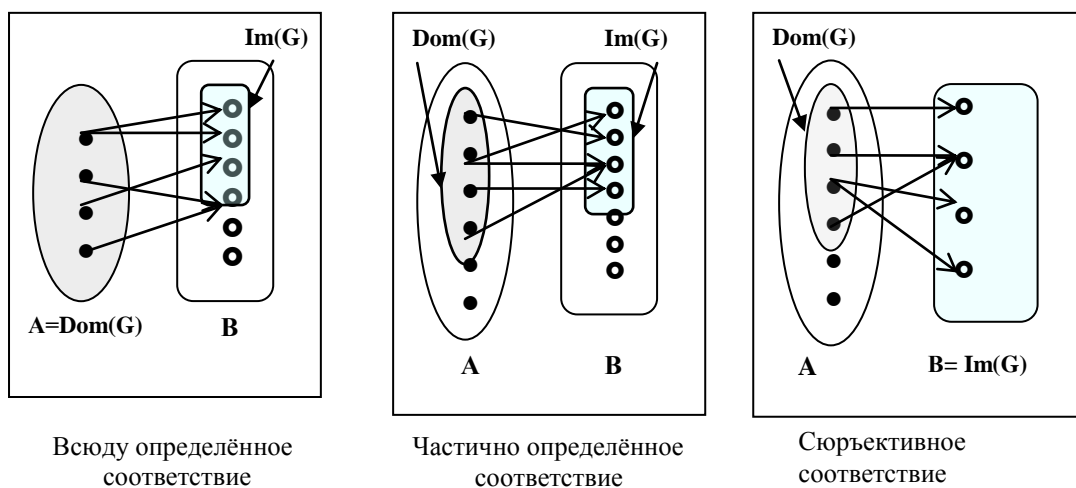 Im(G)
A=Dom(G)
B
Всюду определённое
соответствие
Dom(G)
Im(G)
A
B
Частично определённое
соответствие
Dom(G)
A
B= Im(G)
Сюръективное
соответствие